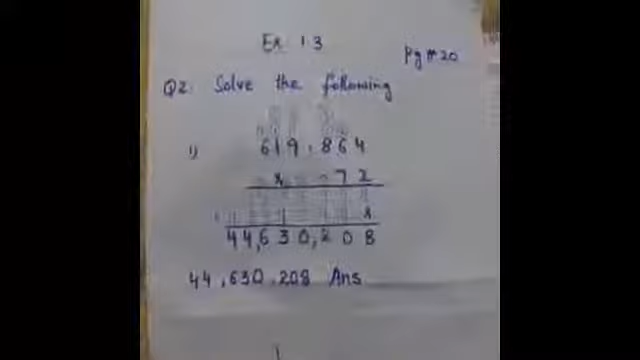 Ex 1.3
Pg # 20
Q2. Solve the following
1) 619,864
x 72
x
44,630,208
44,630,208 Ans